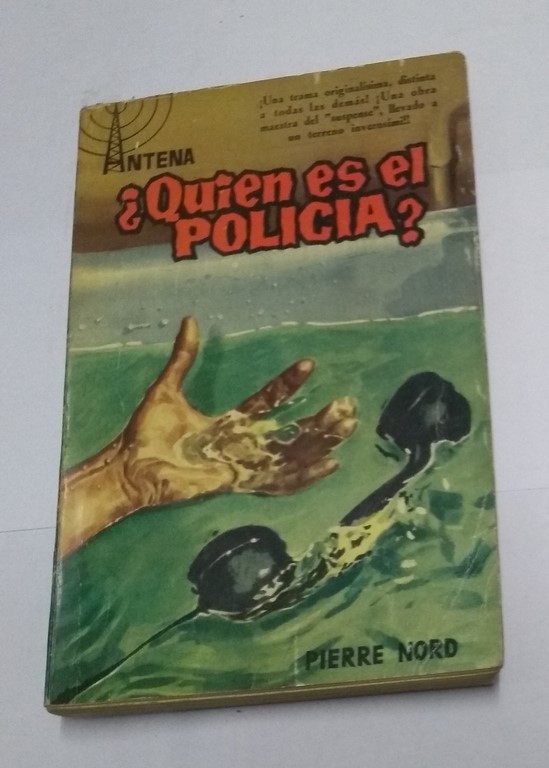 ¡Una trama originalísima, distinta
a todas las demás! ¡Una obra
maestra del "suspense", llevado a
un terreno inverosímil!
ANTENA
¿Quien es el
POLICIA?
PIERRE NORD